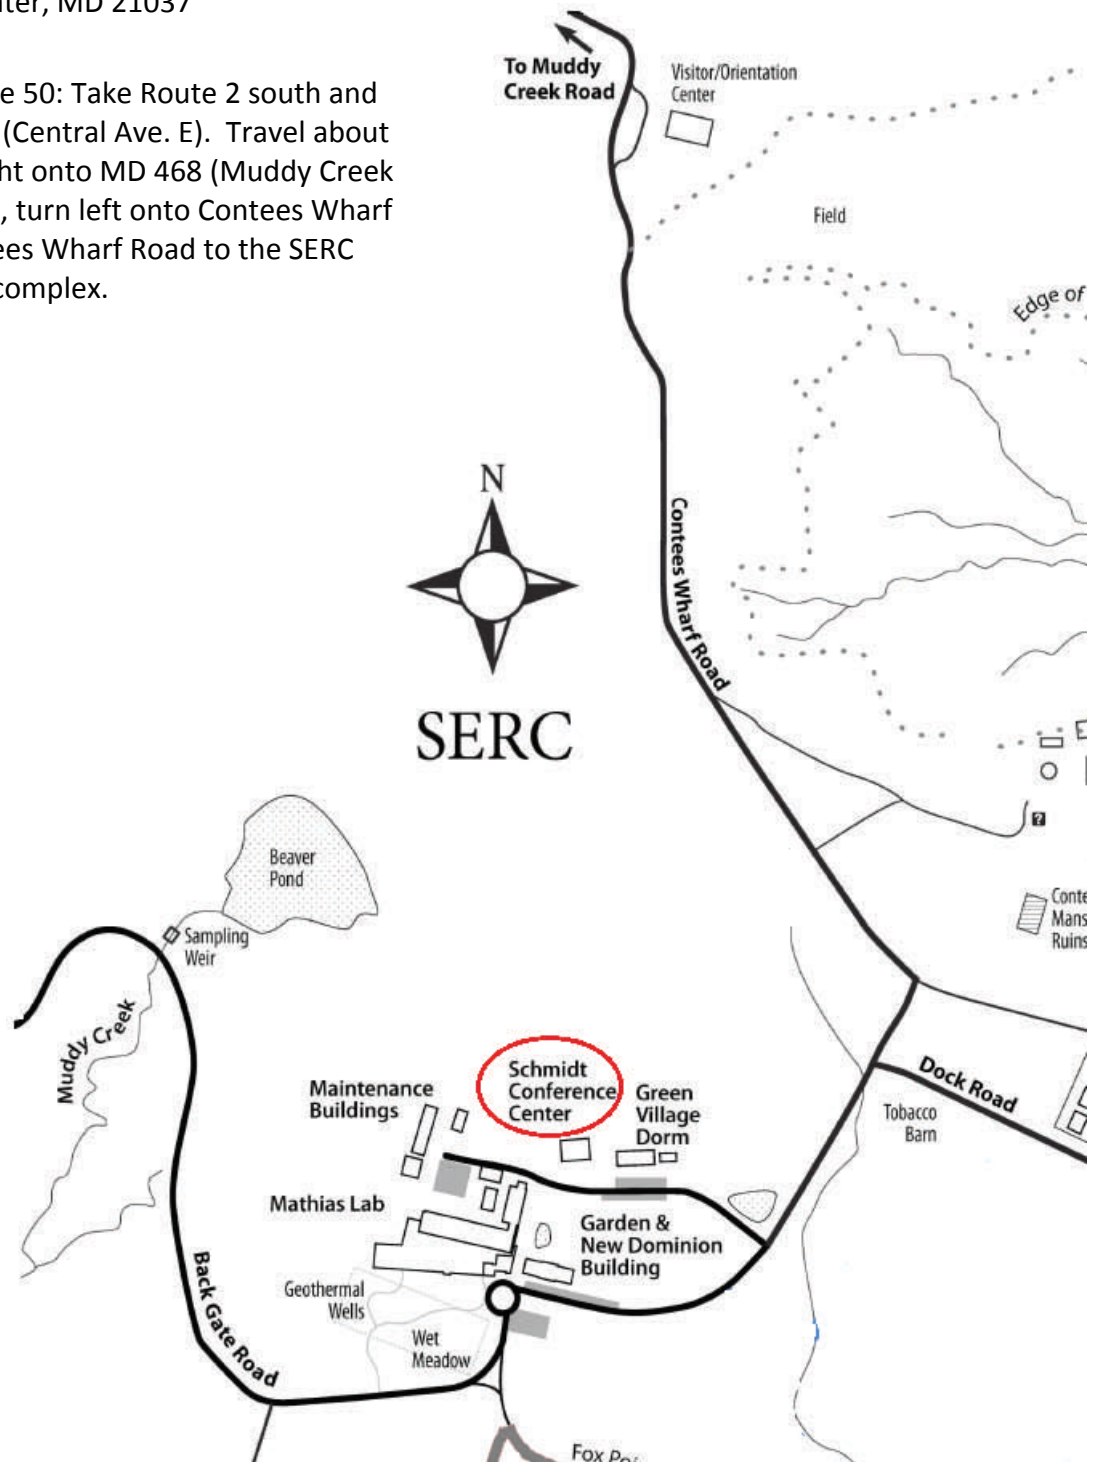 ter, MD 21037
e 50: Take Route 2 south and
(Central Ave. E). Travel about
ht onto MD 468 (Muddy Creek
, turn left onto Contees Wharf
ees Wharf Road to the SERC
complex.
To Muddy
Creek Road
Visitor/Orientation
Center
Field
Edge of
N
Contees Wharf Road
SERC
?
Beaver
Pond
Sampling
Weir
Conte
Mans
Ruins
Muddy Creek
Schmidt
Conference
Center
Maintenance
Buildings
Green
Village
Dorm
Dock Road
Tobacco
Barn
Mathias Lab
Garden &
New Dominion
Building
Back Gate Road
Geothermal
Wells
Wet
Meadow
Fox